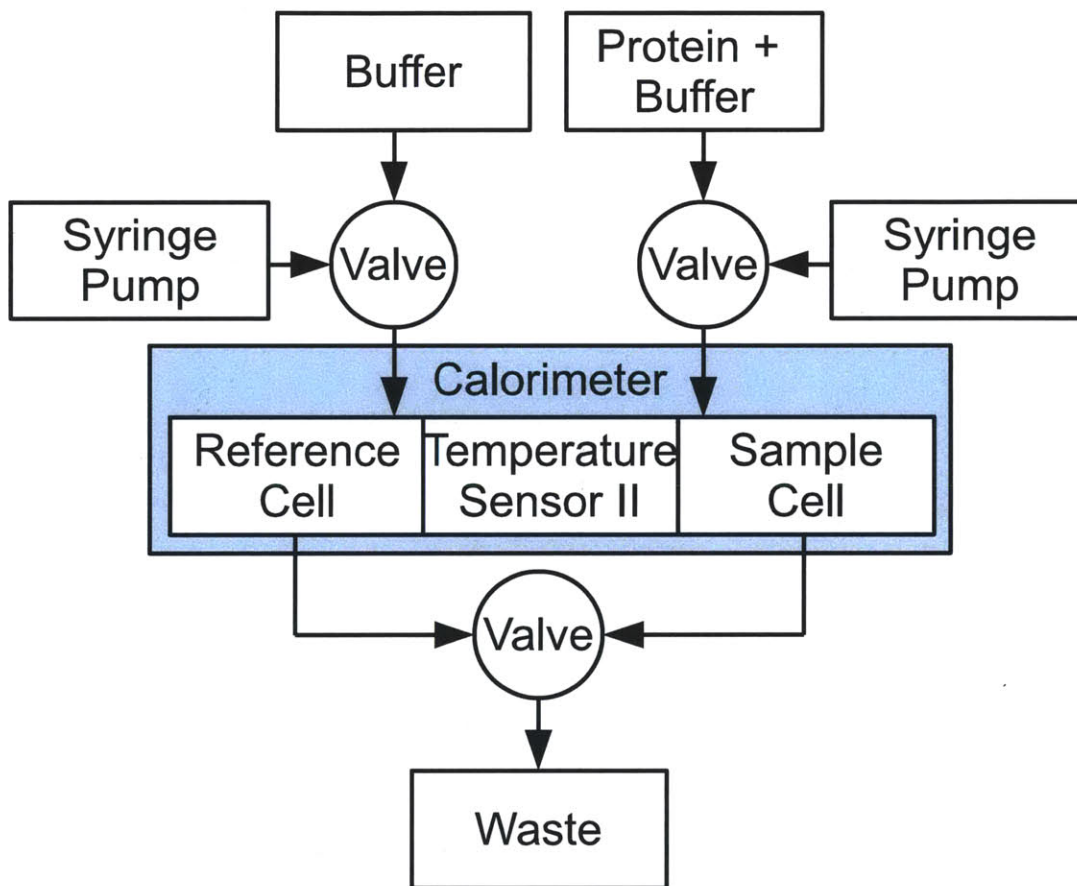 Buffer
Protein +
Buffer
Syringe
Pump
Valve
Valve
Syringe
Pump
Calorimeter
Reference
Cell
Temperature
Sensor II
Sample
Cell
Valve
Waste